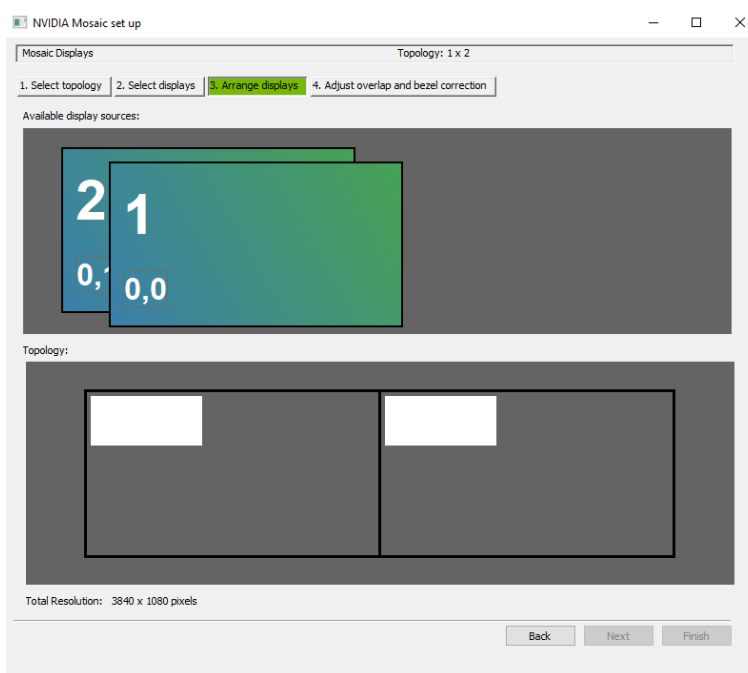 NVIDIA Mosaic set up
Mosaic Displays Topology: 1 x 2
1. Select topology 2. Select displays 3. Arrange displays 4. Adjust overlap and bezel correction
Available display sources:
2
1
0,1
0,0
Topology:
Total Resolution: 3840 x 1080 pixels
Back Next Finish